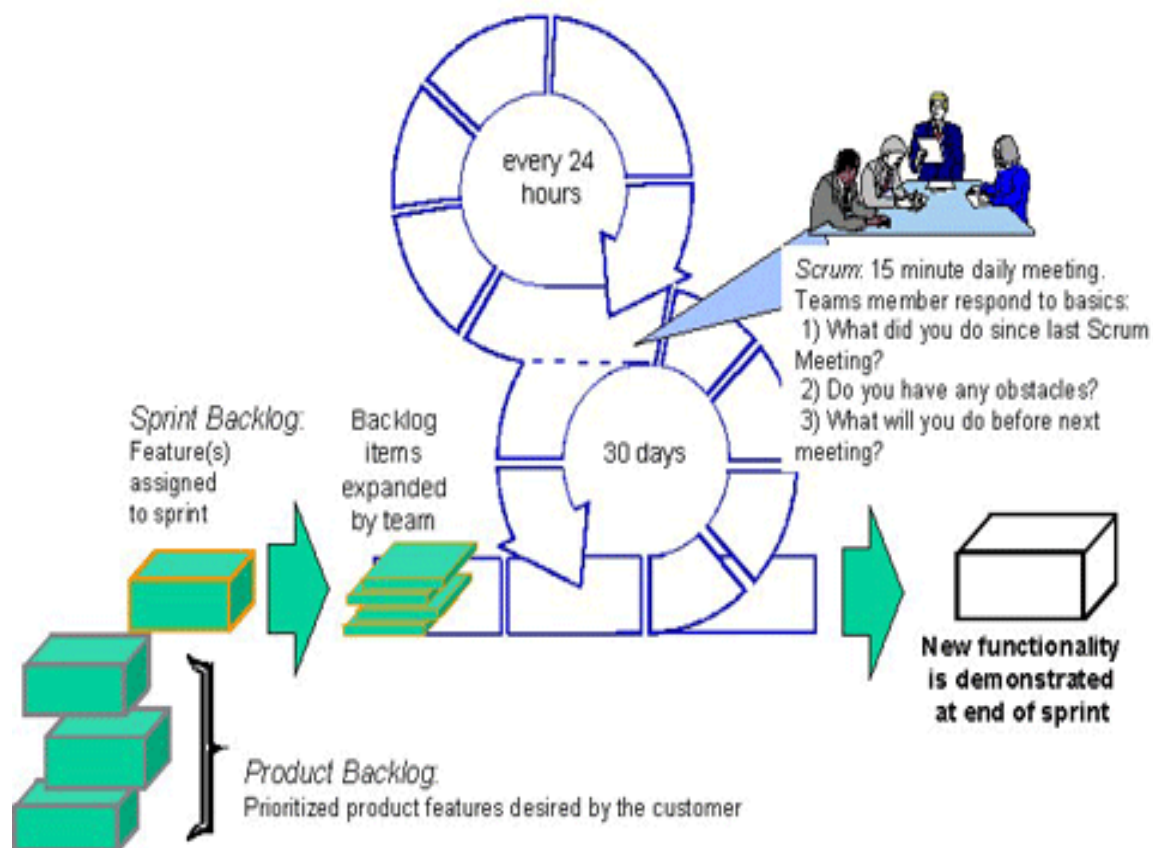 every 24
hours
Scrum: 15 minute daily meeting.
Teams member respond to basics:
1) What did you do since last Scrum
Meeting?
2) Do you have any obstacles?
3) What will you do before next
meeting?
30 days
Sprint Backlog:
Feature(s)
assigned
to sprint
Backlog
items
expanded
by team
New functionality
is demonstrated
at end of sprint
Product Backlog:
Prioritized product features desired by the customer